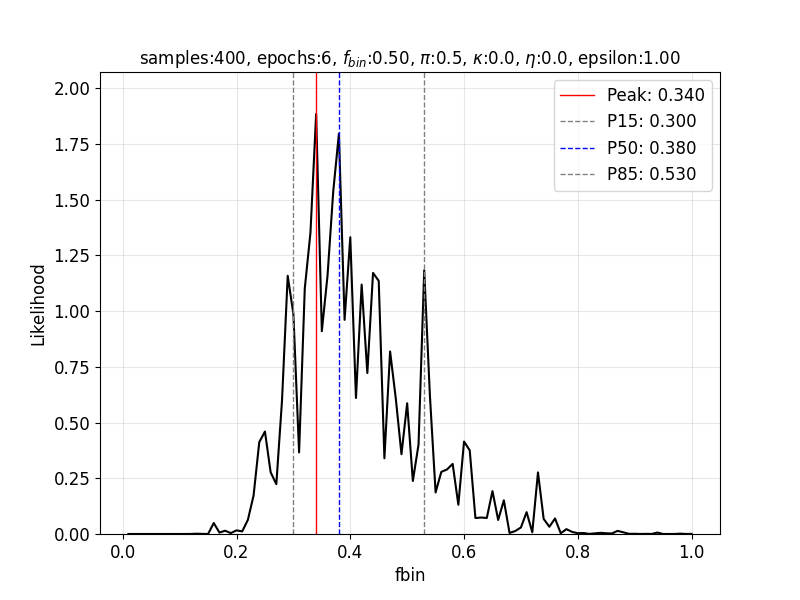 samples:400, epochs:6, f_bin:0.50, π:0.5, κ:0.0, η:0.0, epsilon:1.00
Peak: 0.340
P15: 0.300
P50: 0.380
P85: 0.530
2.00
1.75
1.50
1.25
1.00
0.75
0.50
0.25
0.00
Likelihood
0.0 0.2 0.4 0.6 0.8 1.0
fbin